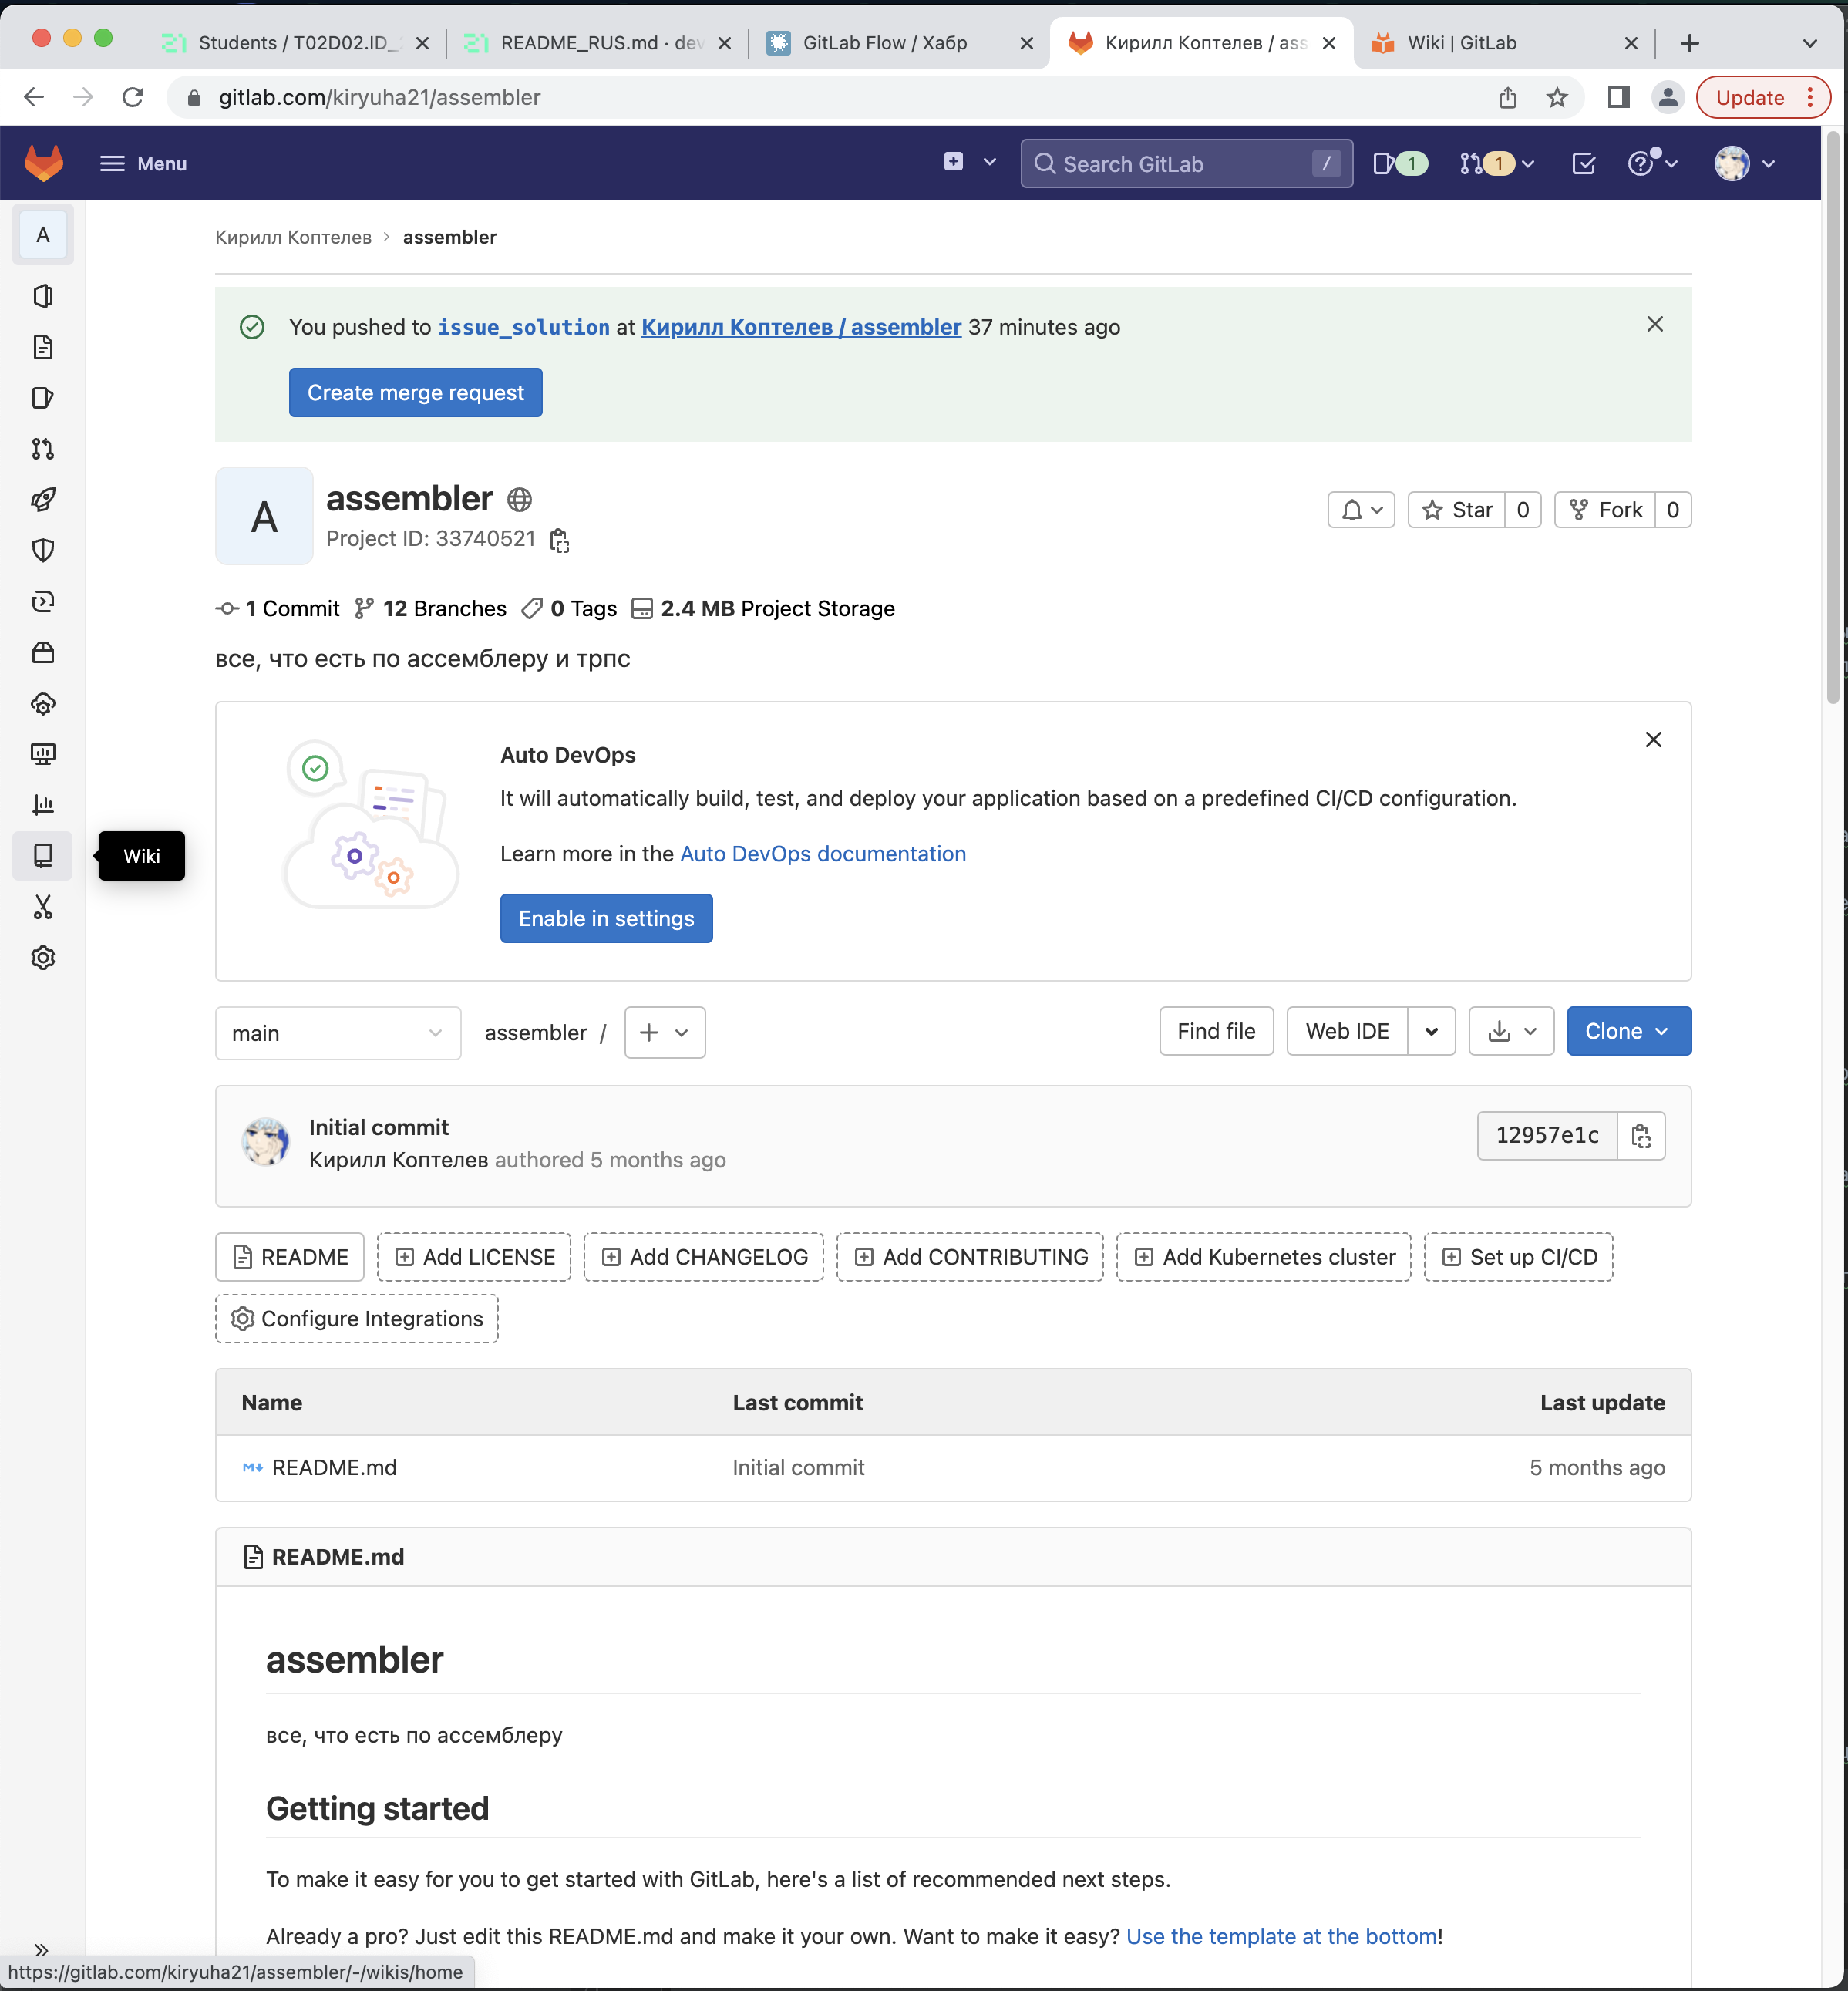 Students / T02D02.ID_
README_RUS.md · dev
GitLab Flow / Хабр
Кирилл Коптелев / ass
Wiki | GitLab
gitlab.com/kiryuha21/assembler
Update
Menu
Search GitLab
/
1
1
A
Кирилл Коптелев > assembler
You pushed to issue_solution at Кирилл Коптелев / assembler 37 minutes ago
Create merge request
A
assembler
Project ID: 33740521
Star 0
Fork 0
1 Commit 12 Branches 0 Tags 2.4 MB Project Storage
все, что есть по ассемблеру и трпс
Auto DevOps
It will automatically build, test, and deploy your application based on a predefined CI/CD configuration.
Learn more in the Auto DevOps documentation
Enable in settings
Wiki
main
assembler /
Find file
Web IDE
Clone
Initial commit
Кирилл Коптелев authored 5 months ago
12957e1c
README
Add LICENSE
Add CHANGELOG
Add CONTRIBUTING
Add Kubernetes cluster
Set up CI/CD
Configure Integrations
Name Last commit Last update
README.md Initial commit 5 months ago
README.md
assembler
все, что есть по ассемблеру
Getting started
To make it easy for you to get started with GitLab, here's a list of recommended next steps.
Already a pro? Just edit this README.md and make it your own. Want to make it easy? Use the template at the bottom!
https://gitlab.com/kiryuha21/assembler/-/wikis/home